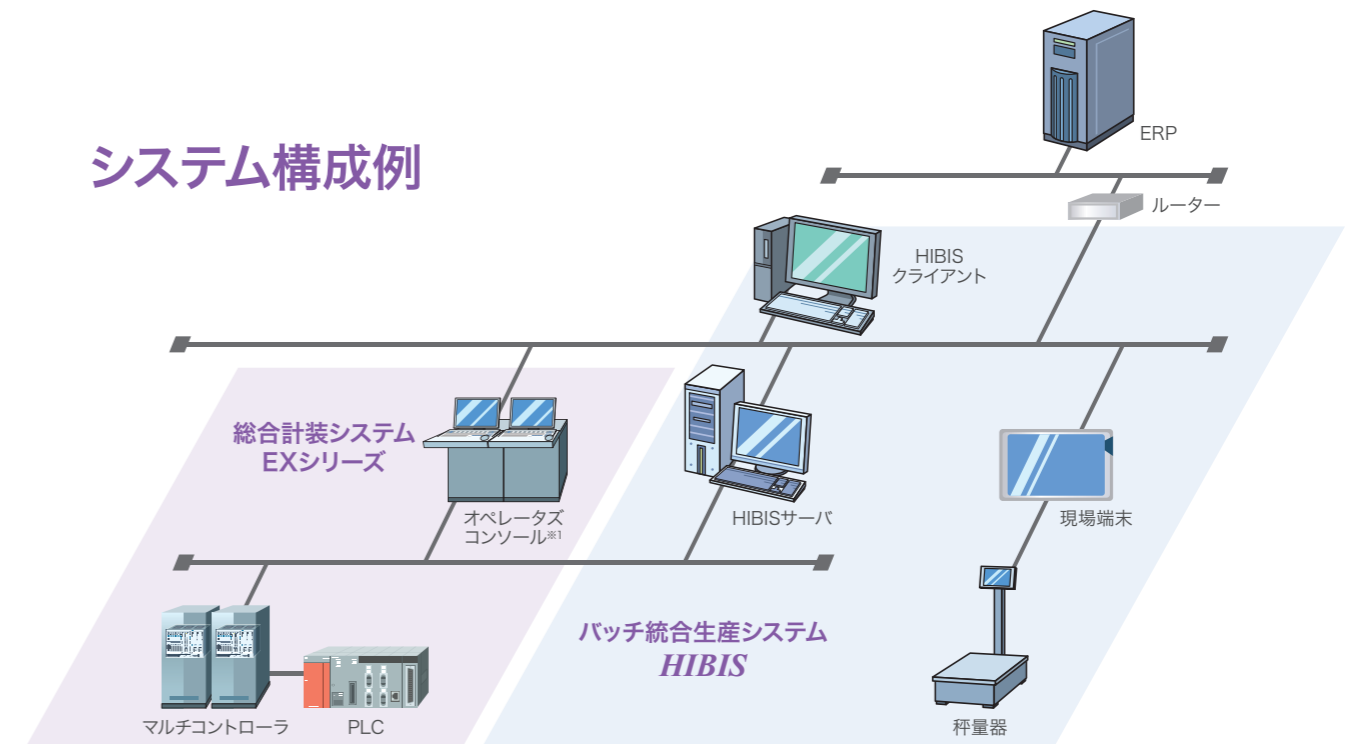 システム構成例
ERP
ルーター
HIBIS
クライアント
総合計装システム
EXシリーズ
オペレータズ
コンソール※1
HIBISサーバ
現場端末
バッチ統合生産システム
HIBIS
マルチコントローラ
PLC
秤量器